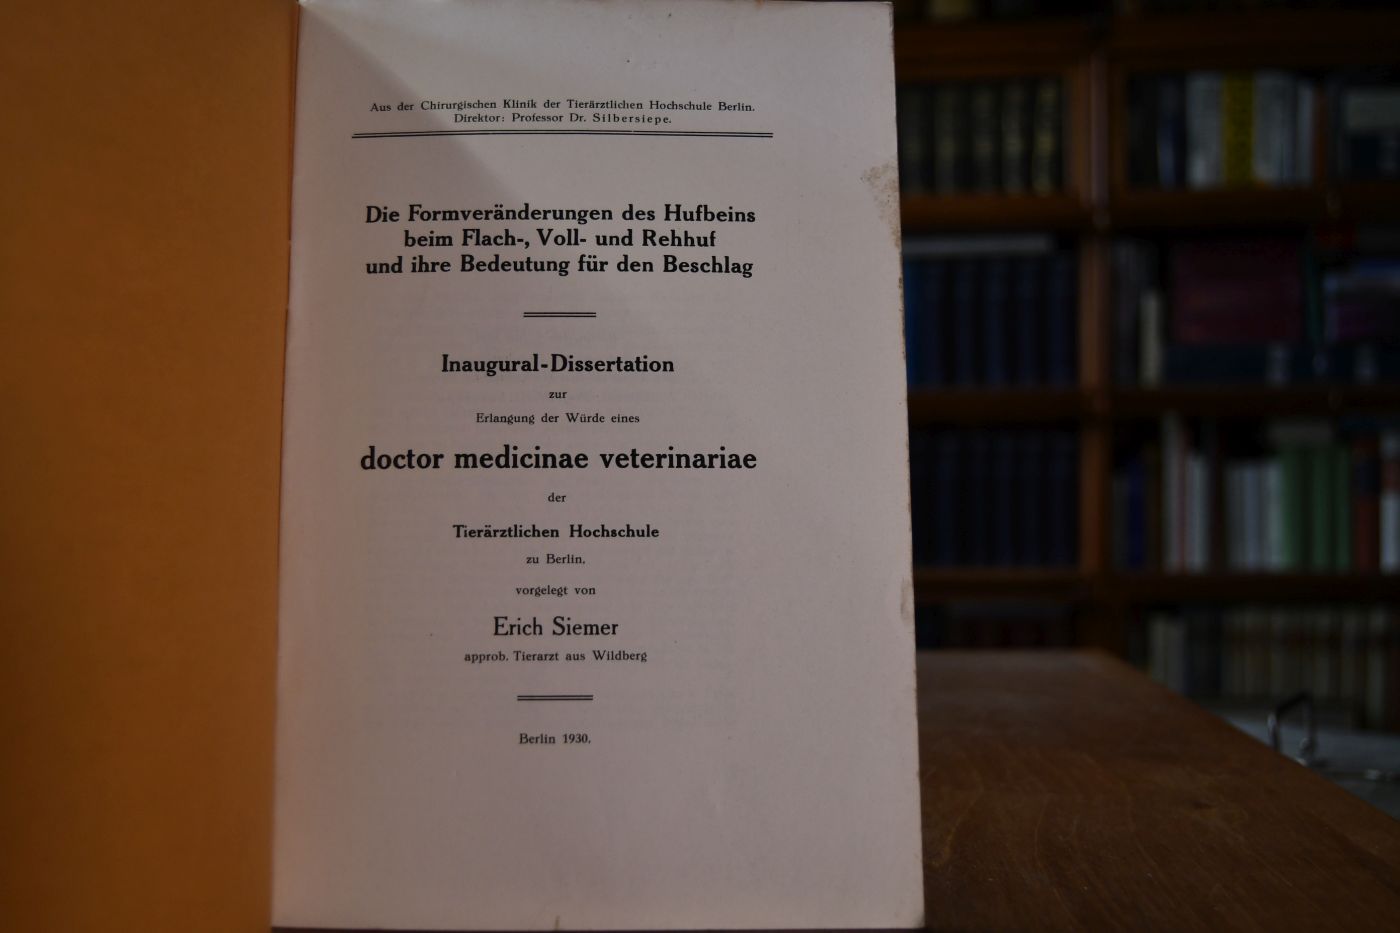 Aus der Chirurgischen Klinik der Tierärztlichen Hochschule Berlin.
Direktor: Professor Dr. Silbersiepe.
Die Formveränderungen des Hufbeins
beim Flach-, Voll- und Rehhuf
und ihre Bedeutung für den Beschlag
Inaugural-Dissertation
zur
Erlangung der Würde eines
doctor medicinae veterinariae
der
Tierärztlichen Hochschule
zu Berlin,
vorgelegt von
Erich Siemer
approb. Tierarzt aus Wildberg
Berlin 1930.